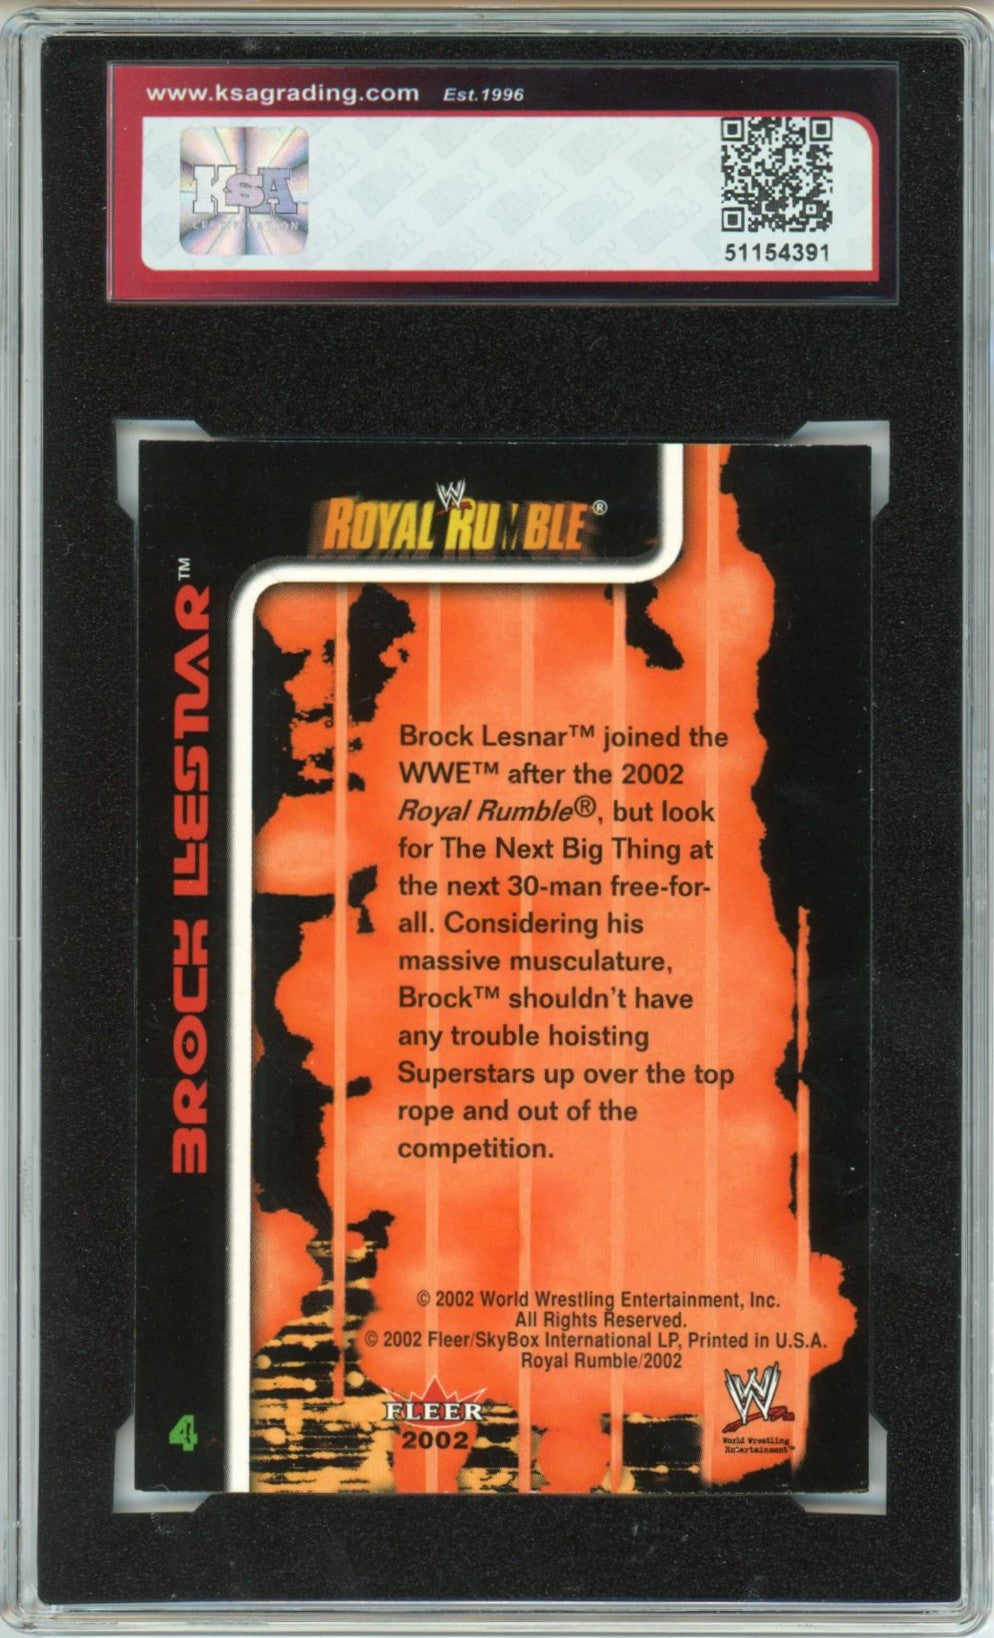 www.ksagrading.com Est.1996
KSA
CERTIFICATION
51154391
W
ROYAL RUMBLE®
BROCK LESNAR™
Brock Lesnar™ joined the
WWE™ after the 2002
Royal Rumble®, but look
for The Next Big Thing at
the next 30-man free-for-
all. Considering his
massive musculature,
Brock™ shouldn't have
any trouble hoisting
Superstars up over the top
rope and out of the
competition.
© 2002 World Wrestling Entertainment, Inc.
All Rights Reserved.
© 2002 Fleer/SkyBox International LP, Printed in U.S.A.
Royal Rumble/2002
FLEER
2002
W
World Wrestling
Entertainment™
4